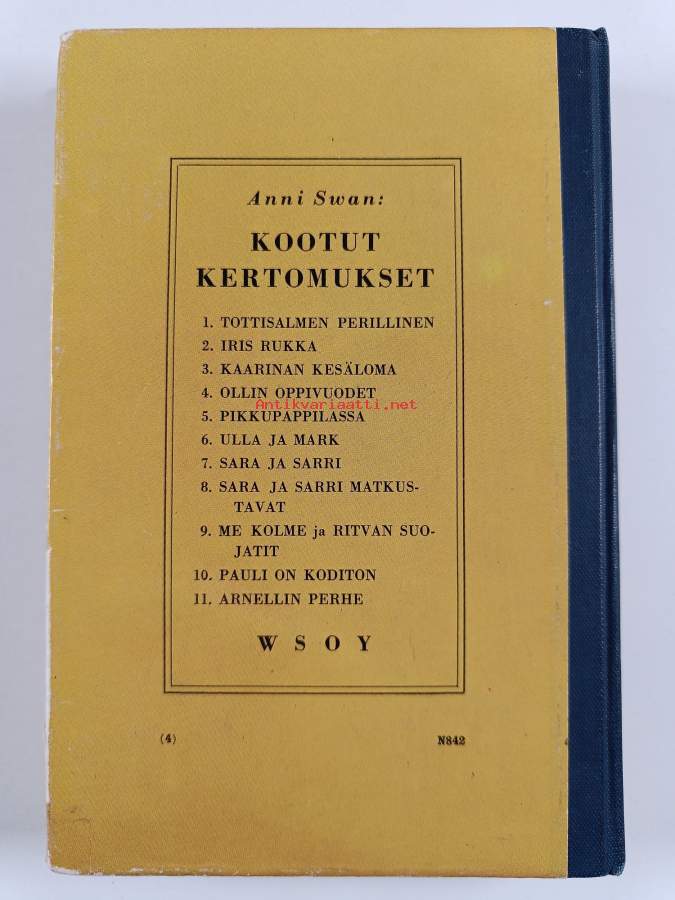 Anni Swan:
KOOTUT
KERTOMUKSET
1. TOTTISALMEN PERILLINEN
2. IRIS RUKKA
3. KAARINAN KESÄLOMA
4. OLLIN OPPIVUODET
Antikvariaatti.net
5. PIKKUPAPPILASSA
6. ULLA JA MARK
7. SARA JA SARRI
8. SARA JA SARRI MATKUS-
TAVAT
9. ME KOLME ja RITVAN SUO-
JATIT
10. PAULI ON KODITON
11. ARNELLIN PERHE
WSOY
(4) N842